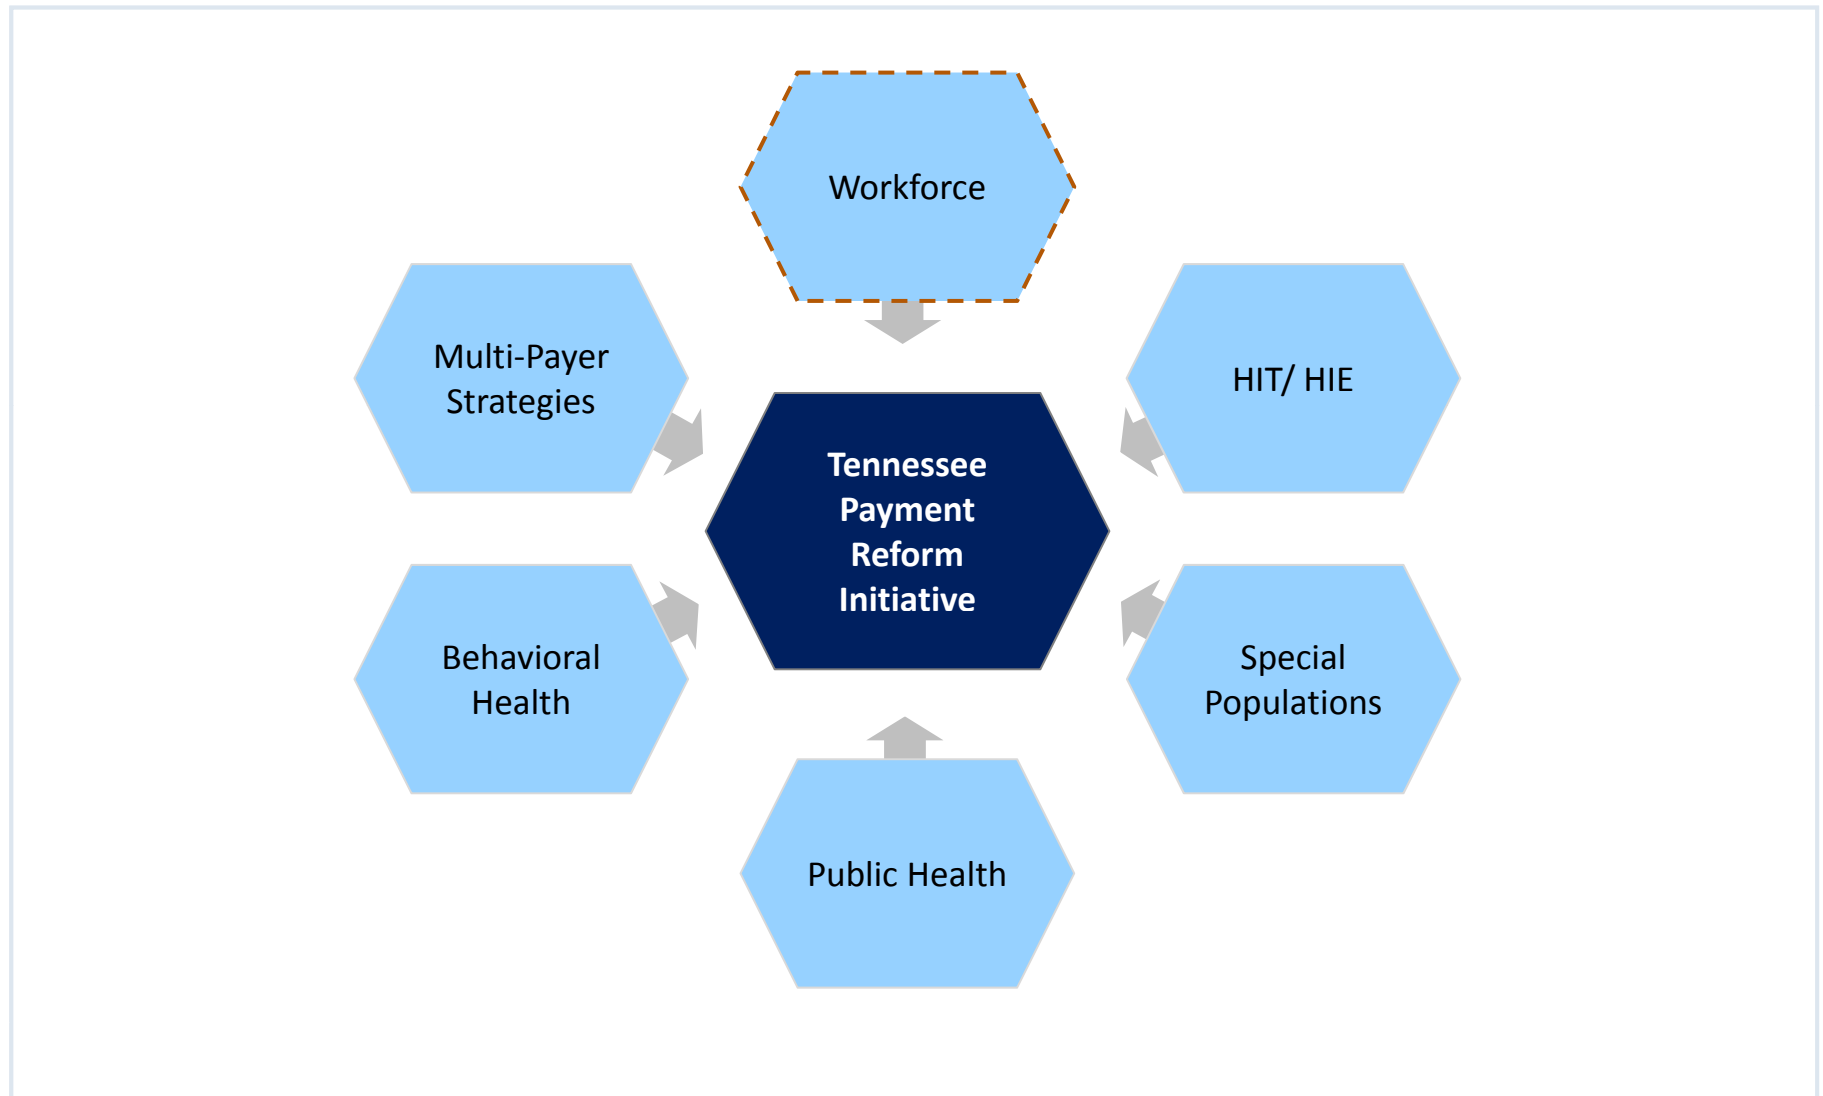 Workforce
Multi-Payer
Strategies
HIT/ HIE
Tennessee
Payment
Reform
Initiative
Behavioral
Health
Special
Populations
Public Health